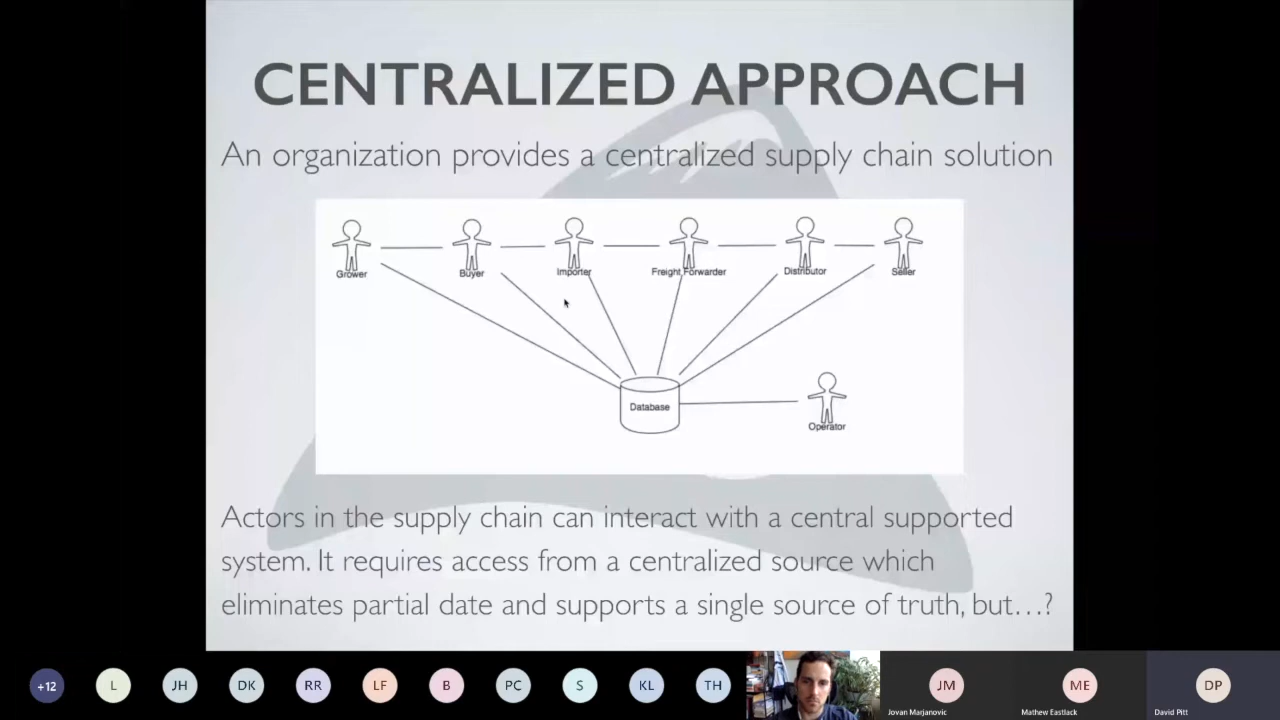 CENTRALIZED APPROACH
An organization provides a centralized supply chain solution
Grower Buyer Importer Freight Forwarder Distributor Seller
Database
Operator
Actors in the supply chain can interact with a central supported
system. It requires access from a centralized source which
eliminates partial date and supports a single source of truth, but…?
+12 L JH DK RR LF B PC S KL TH JM ME DP
Jovan Marjanovic Mathew Eastlack David Pitt